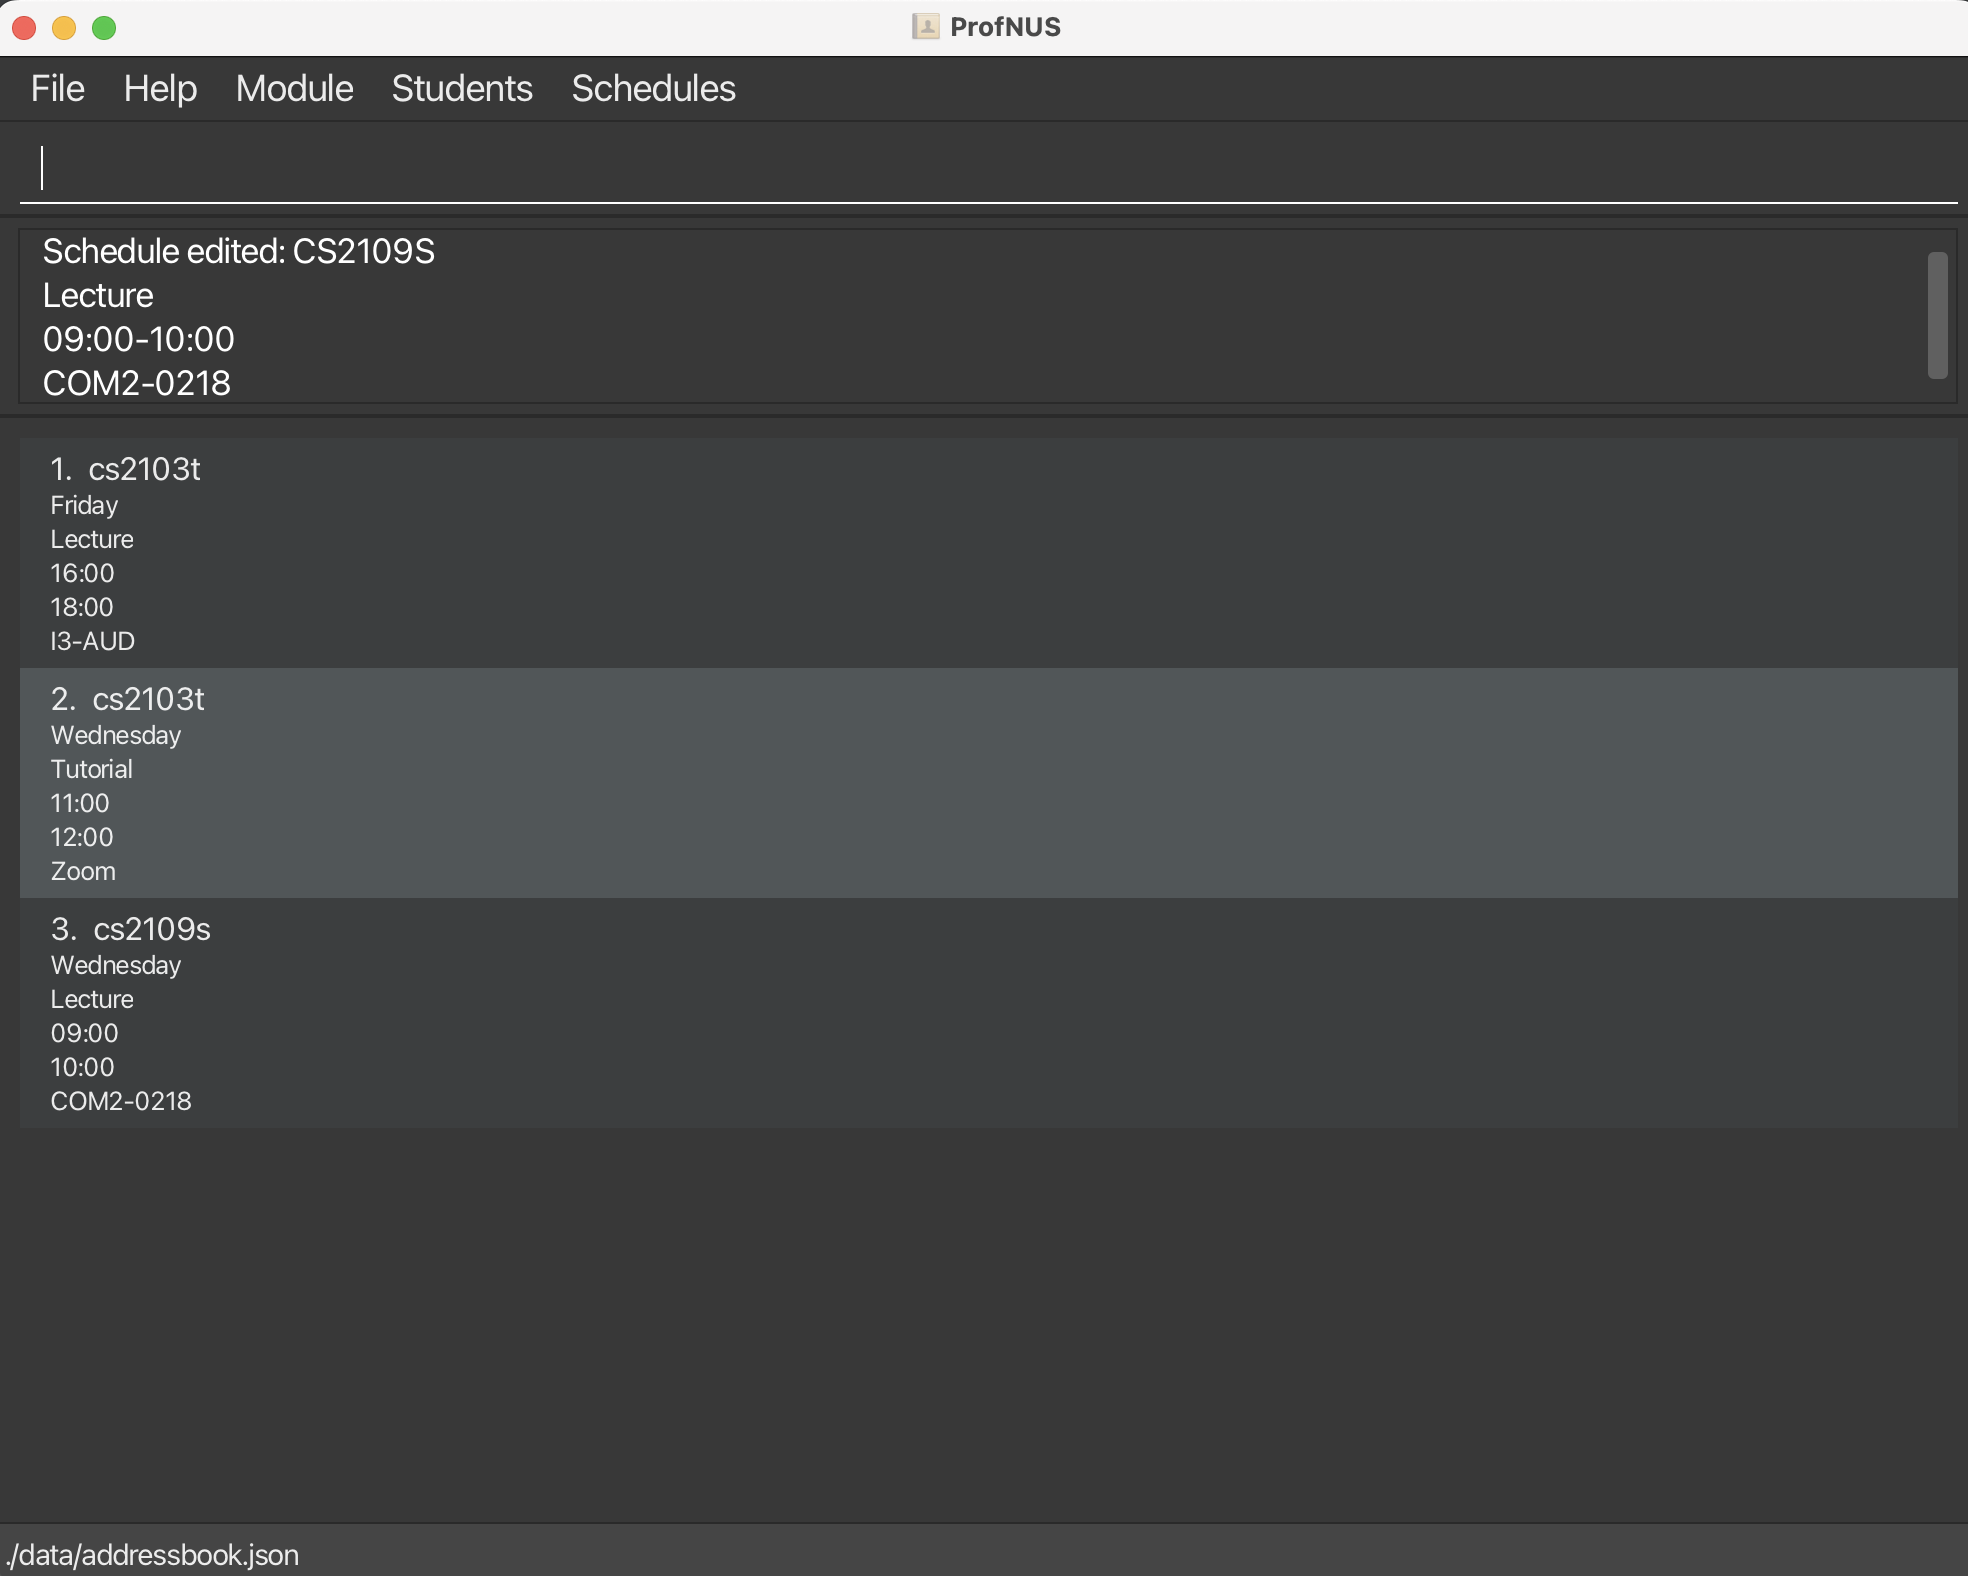 ProfNUS
File Help Module Students Schedules
Schedule edited: CS2109S
Lecture
09:00-10:00
COM2-0218
1. cs2103t
Friday
Lecture
16:00
18:00
I3-AUD
2. cs2103t
Wednesday
Tutorial
11:00
12:00
Zoom
3. cs2109s
Wednesday
Lecture
09:00
10:00
COM2-0218
./data/addressbook.json